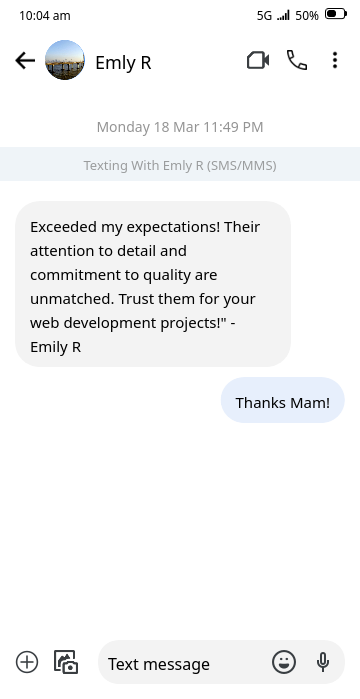 10:04 am 5G 50%
Emly R
Monday 18 Mar 11:49 PM
Texting With Emly R (SMS/MMS)
Exceeded my expectations! Their
attention to detail and
commitment to quality are
unmatched. Trust them for your
web development projects!" -
Emily R
Thanks Mam!
Text message